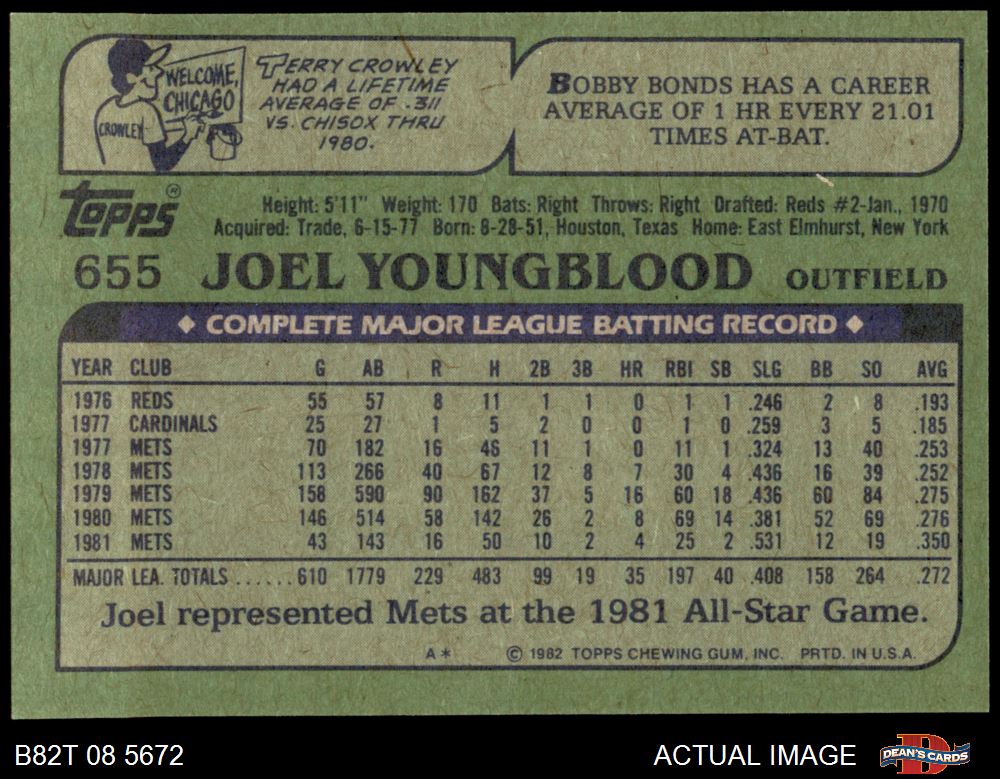 WELCOME,
CHICAGO
CROWLEY
TERRY CROWLEY
HAD A LIFETIME
AVERAGE OF .311
VS. CHISOX THRU
1980.
BOBBY BONDS HAS A CAREER
AVERAGE OF 1 HR EVERY 21.01
TIMES AT-BAT.
Topps®
Height: 5'11" Weight: 170 Bats: Right Throws: Right Drafted: Reds #2-Jan., 1970
Acquired: Trade, 6-15-77 Born: 8-28-51, Houston, Texas Home: East Elmhurst, New York
655 JOEL YOUNGBLOOD OUTFIELD
◆ COMPLETE MAJOR LEAGUE BATTING RECORD ◆
YEAR CLUB G AB R H 2B 3B HR RBI SB SLG BB SO AVG
1976 REDS 55 57 8 11 1 1 0 1 1 .246 2 8 .193
1977 CARDINALS 25 27 1 5 2 0 0 1 0 .259 3 5 .185
1977 METS 70 182 16 46 11 1 0 11 1 .324 13 40 .253
1978 METS 113 266 40 67 12 8 7 30 4 .436 16 39 .252
1979 METS 158 590 90 162 37 5 16 60 18 .436 60 84 .275
1980 METS 146 514 58 142 26 2 8 69 14 .381 52 69 .276
1981 METS 43 143 16 50 10 2 4 25 2 .531 12 19 .350
MAJOR LEA. TOTALS ...... 610 1779 229 483 99 19 35 197 40 .408 158 264 .272
Joel represented Mets at the 1981 All-Star Game.
A* © 1982 TOPPS CHEWING GUM, INC. PRTD. IN U.S.A.
B82T 08 5672 ACTUAL IMAGE DEAN'S CARDS